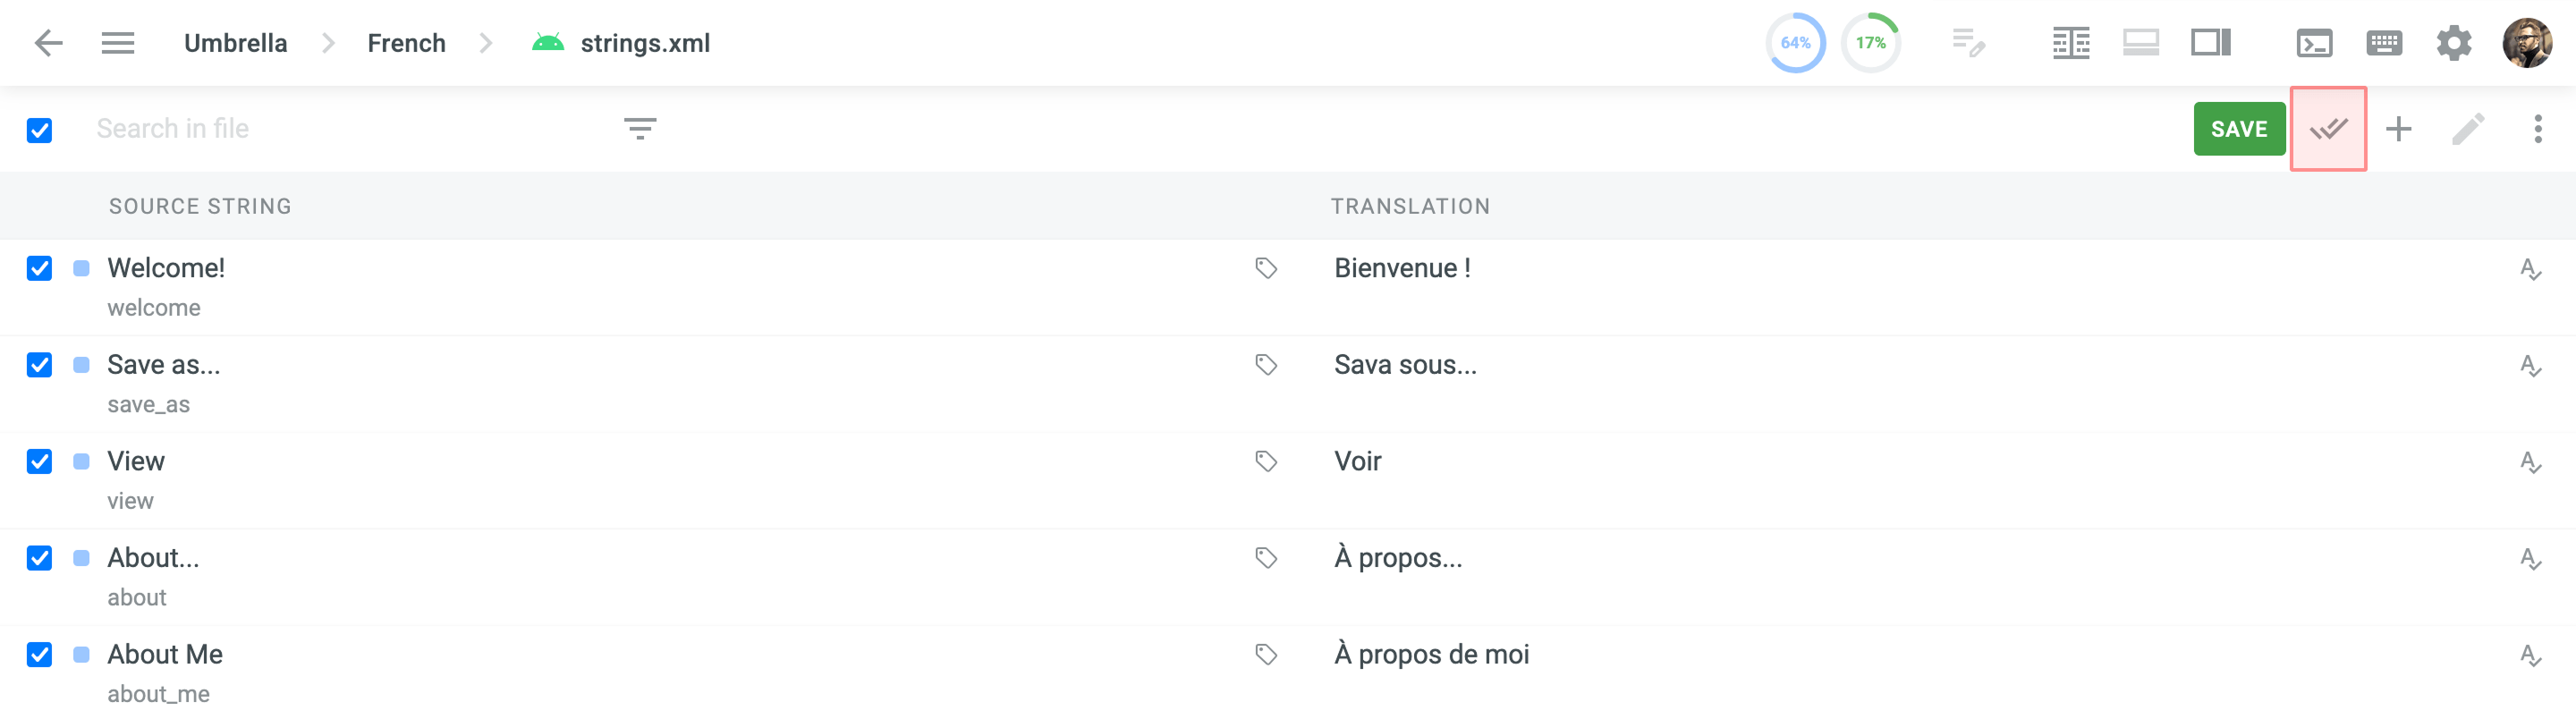 Umbrella French strings.xml 64% 17%
Search in file SAVE
SOURCE STRING TRANSLATION
Welcome! Bienvenue !
welcome
Save as... Sava sous...
save_as
View Voir
view
About... À propos...
about
About Me À propos de moi
about_me